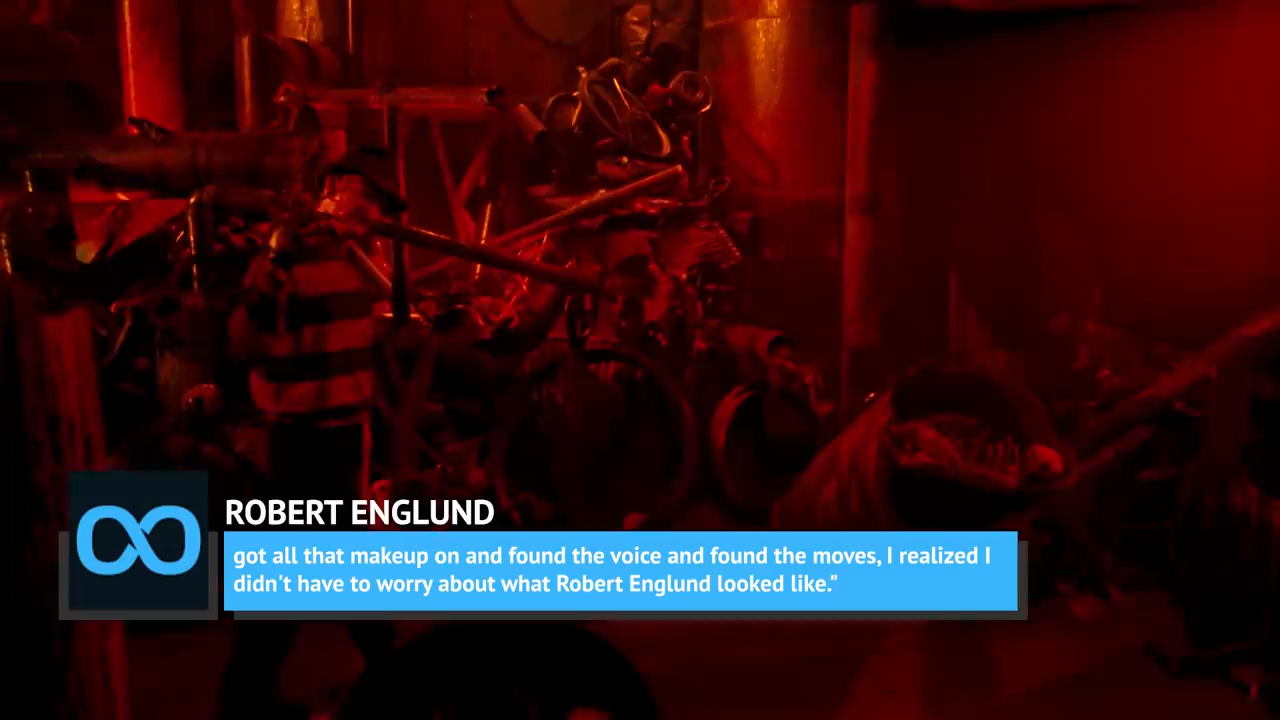 ROBERT ENGLUND
got all that makeup on and found the voice and found the moves, I realized I
didn't have to worry about what Robert Englund looked like."